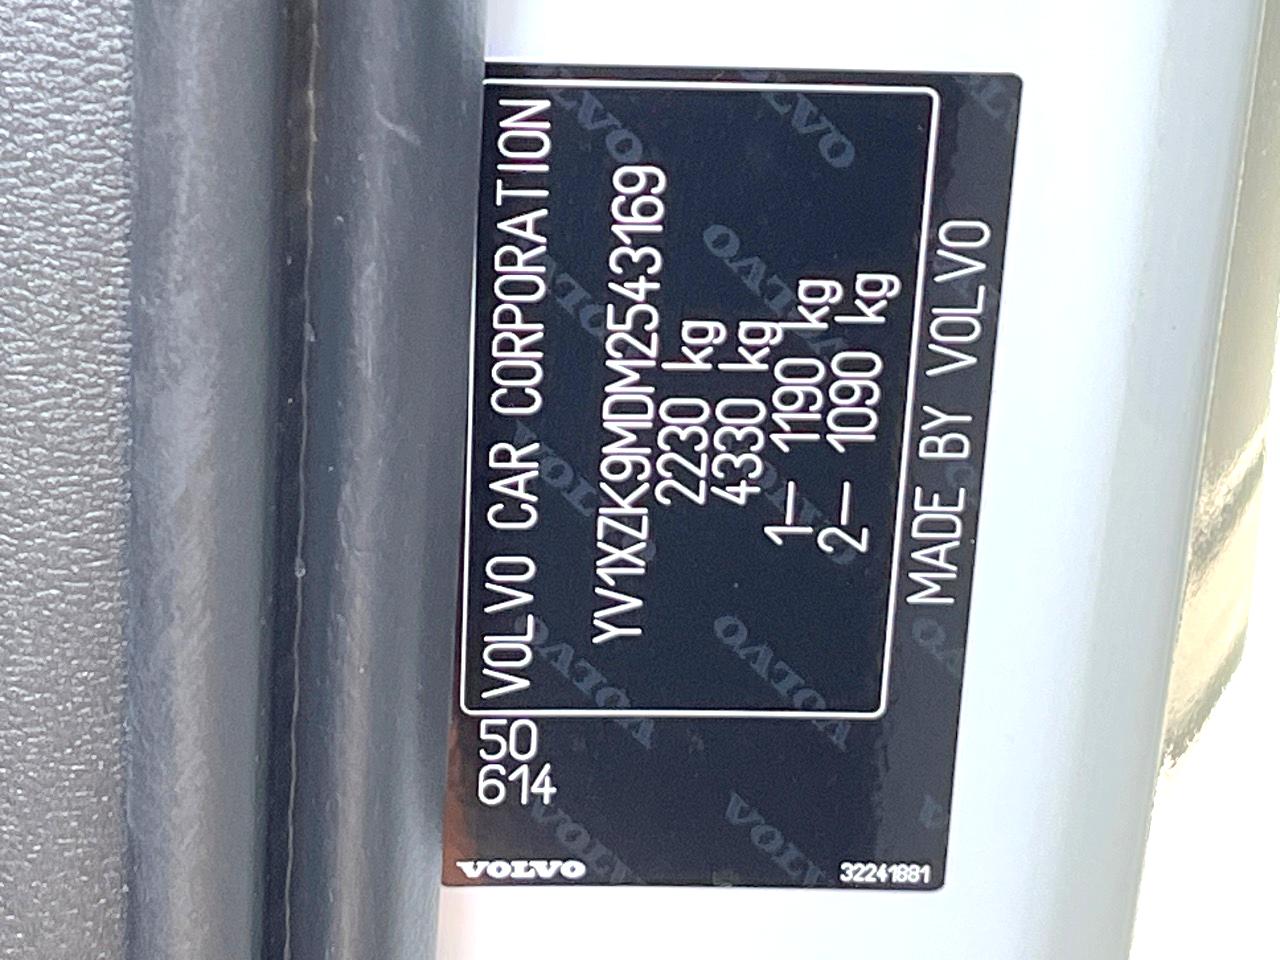 VOLVO
614
50
VOLVO CAR CORPORATION
YV1XZK9MDM2543169
2230 kg
4330 kg
1– 1190 kg
2– 1090 kg
MADE BY VOLVO
32241881